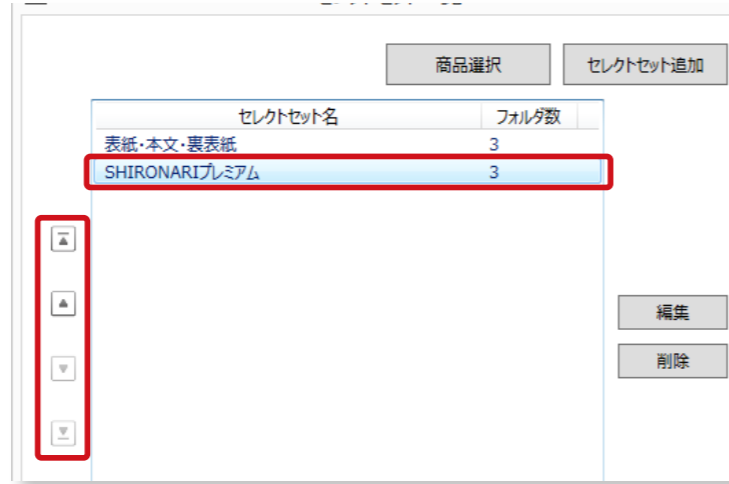 商品選択
セレクトセット追加
セレクトセット名 フォルダ数
表紙・本文・裏表紙 3
SHIRONARIプレミアム 3
編集
削除